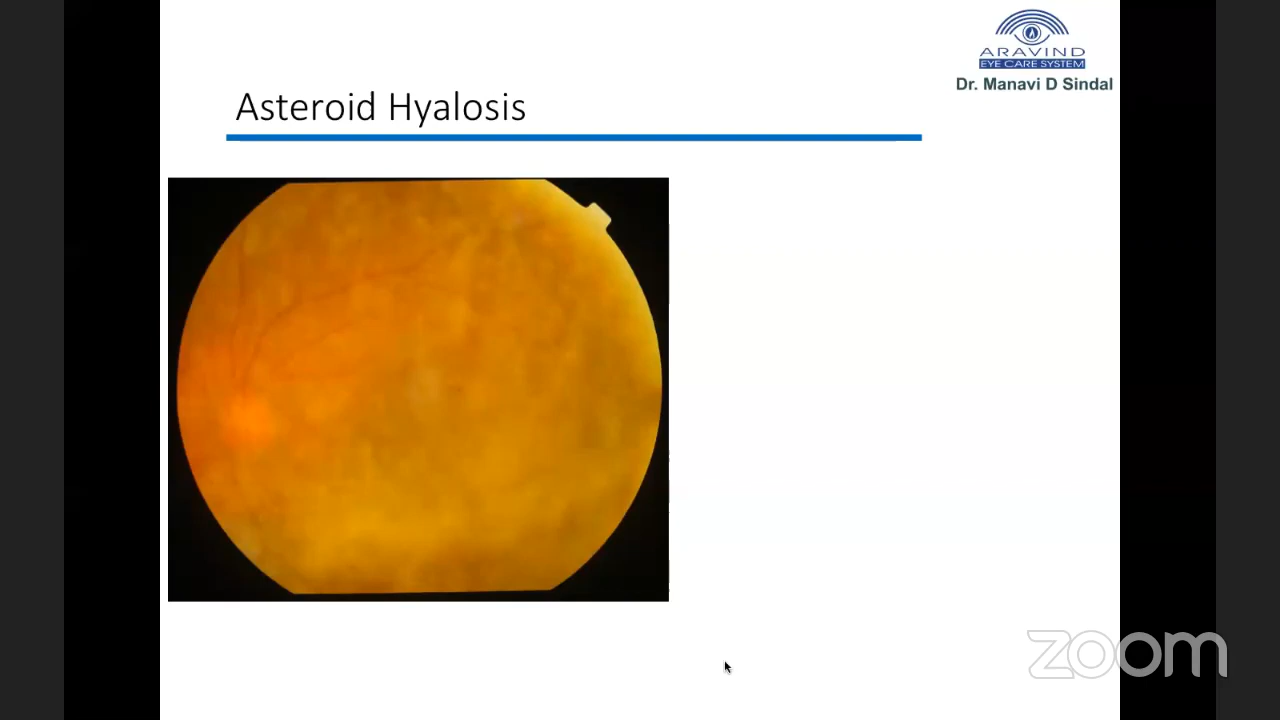 ARAVIND
EYE CARE SYSTEM
Dr. Manavi D Sindal
Asteroid Hyalosis
zoom